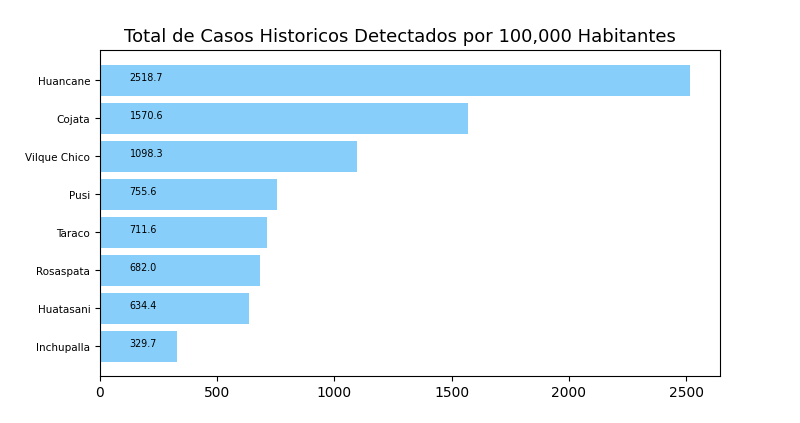 Total de Casos Historicos Detectados por 100,000 Habitantes
Huancane 2518.7
Cojata 1570.6
Vilque Chico 1098.3
Pusi 755.6
Taraco 711.6
Rosaspata 682.0
Huatasani 634.4
Inchupalla 329.7
0 500 1000 1500 2000 2500